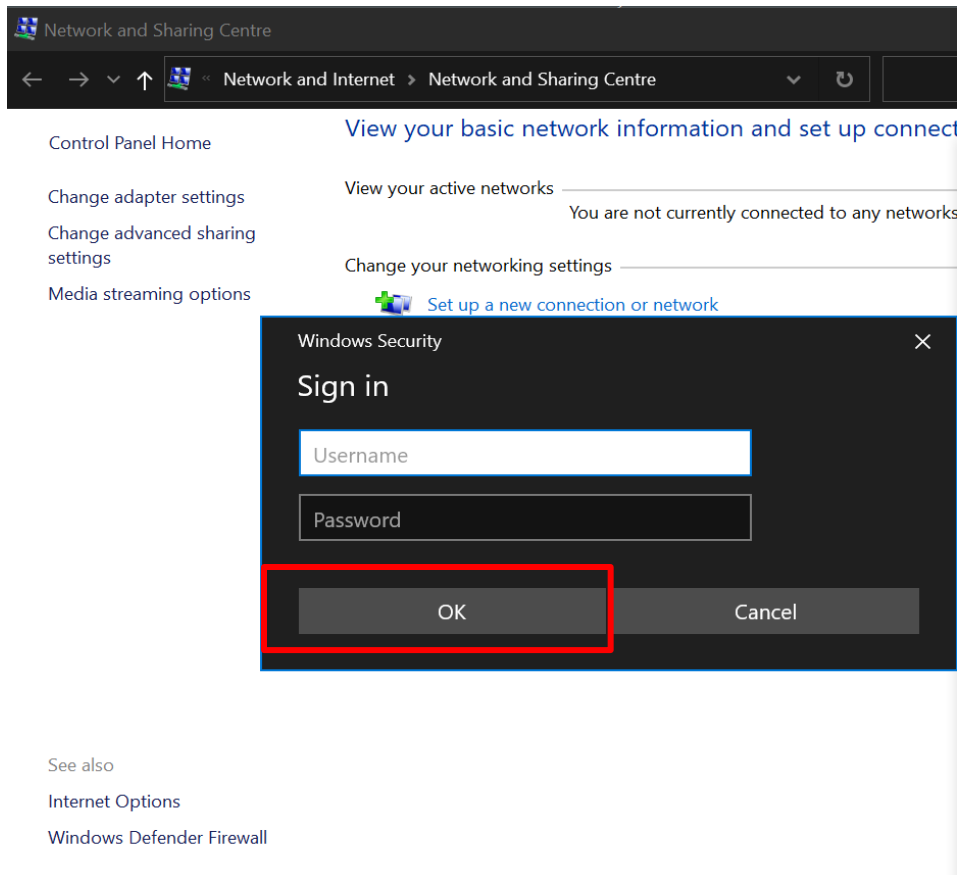 Network and Sharing Centre
« Network and Internet > Network and Sharing Centre
Control Panel Home
Change adapter settings
Change advanced sharing
settings
Media streaming options
View your basic network information and set up connect
View your active networks
You are not currently connected to any networks
Change your networking settings
Set up a new connection or network
Windows Security
Sign in
Username
Password
OK Cancel
See also
Internet Options
Windows Defender Firewall